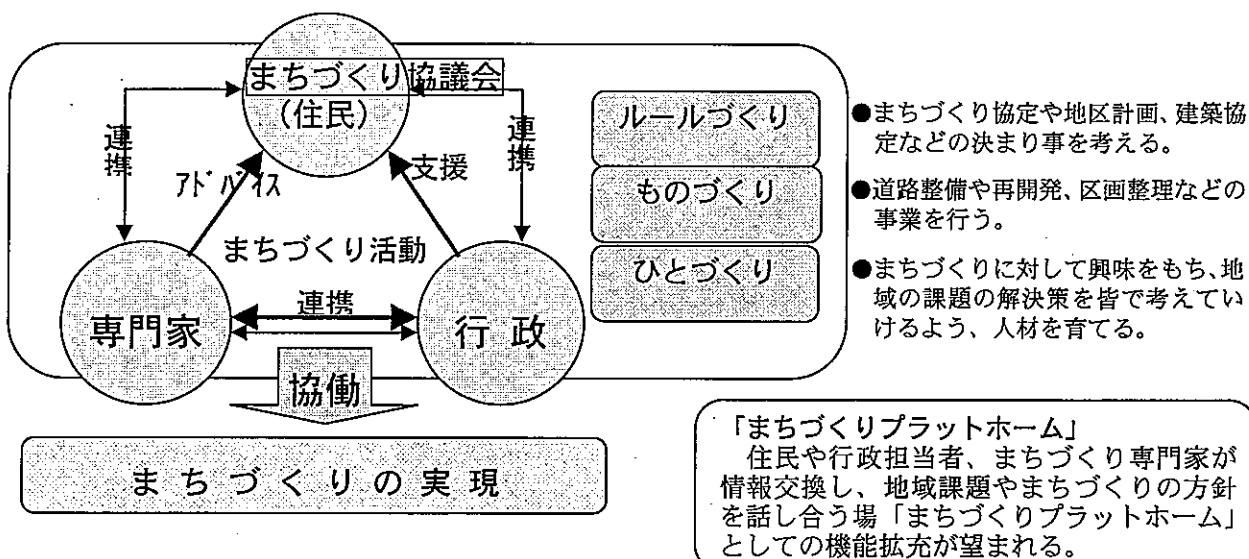 まちづくり協議会
(住民)
連携
連携
アドバイス
支援
まちづくり活動
専門家
連携
行政
協働
まちづくりの実現
ルールづくり
ものづくり
ひとづくり
●まちづくり協定や地区計画、建築協
定などの決まり事を考える。
●道路整備や再開発、区画整理などの
事業を行う。
●まちづくりに対して興味をもち、地
域の課題の解決策を皆で考えてい
けるよう、人材を育てる。
「まちづくりプラットホーム」
住民や行政担当者、まちづくり専門家が
情報交換し、地域課題やまちづくりの方針
を話し合う場「まちづくりプラットホーム」
としての機能拡充が望まれる。